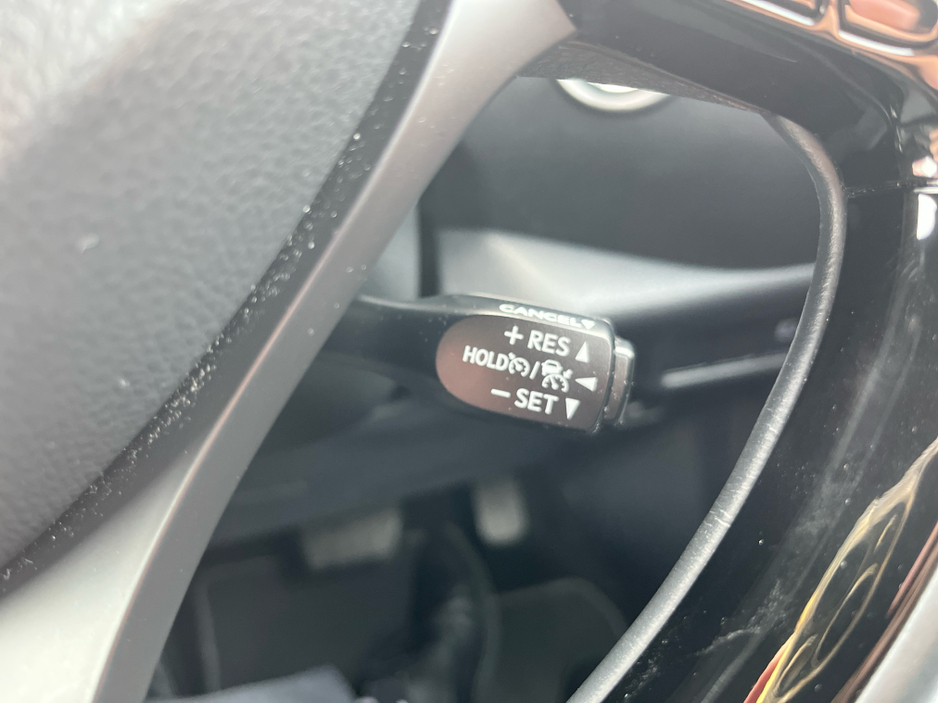 CANCEL
+ RES
HOLD /
− SET